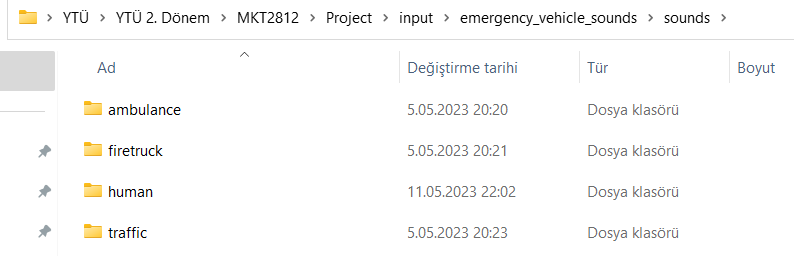 YTÜ > YTÜ 2. Dönem > MKT2812 > Project > input > emergency_vehicle_sounds > sounds >
Ad Değiştirme tarihi Tür Boyut
ambulance 5.05.2023 20:20 Dosya klasörü
firetruck 5.05.2023 20:21 Dosya klasörü
human 11.05.2023 22:02 Dosya klasörü
traffic 5.05.2023 20:23 Dosya klasörü